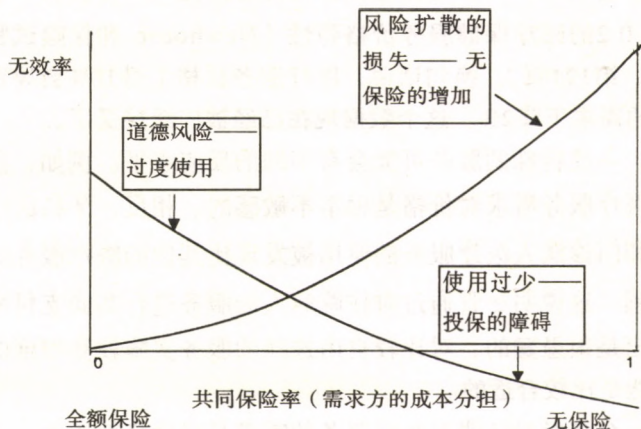 无效率
风险扩散的
损失——无
保险的增加
道德风险—
过度使用
使用过少——
投保的障碍
0
1
共同保险率（需求方的成本分担）
全额保险
无保险